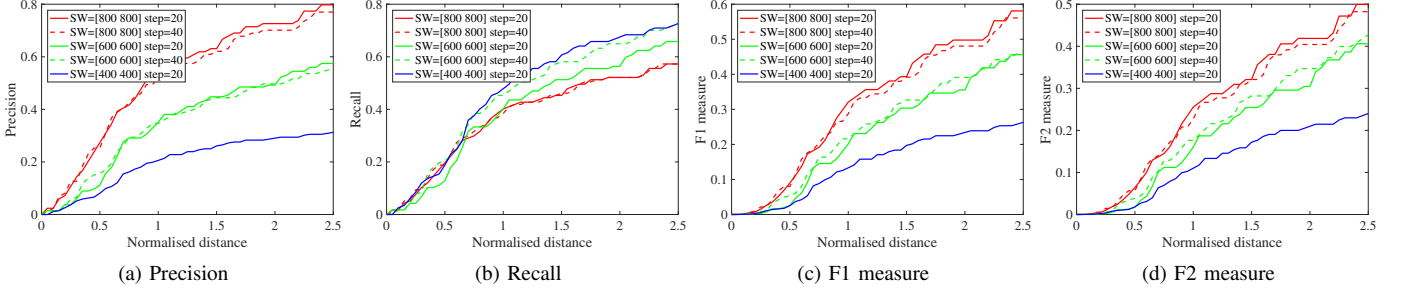 0.8
0.6
0.4
0.2
0
Precision
SW=[800 800] step=20
SW=[800 800] step=40
SW=[600 600] step=20
SW=[600 600] step=40
SW=[400 400] step=20
0 0.5 1 1.5 2 2.5
Normalised distance
(a) Precision
0.8
0.6
0.4
0.2
0
Recall
SW=[800 800] step=20
SW=[800 800] step=40
SW=[600 600] step=20
SW=[600 600] step=40
SW=[400 400] step=20
0 0.5 1 1.5 2 2.5
Normalised distance
(b) Recall
0.6
0.5
0.4
0.3
0.2
0.1
0
F1 measure
SW=[800 800] step=20
SW=[800 800] step=40
SW=[600 600] step=20
SW=[600 600] step=40
SW=[400 400] step=20
0 0.5 1 1.5 2 2.5
Normalised distance
(c) F1 measure
0.5
0.4
0.3
0.2
0.1
0
F2 measure
SW=[800 800] step=20
SW=[800 800] step=40
SW=[600 600] step=20
SW=[600 600] step=40
SW=[400 400] step=20
0 0.5 1 1.5 2 2.5
Normalised distance
(d) F2 measure